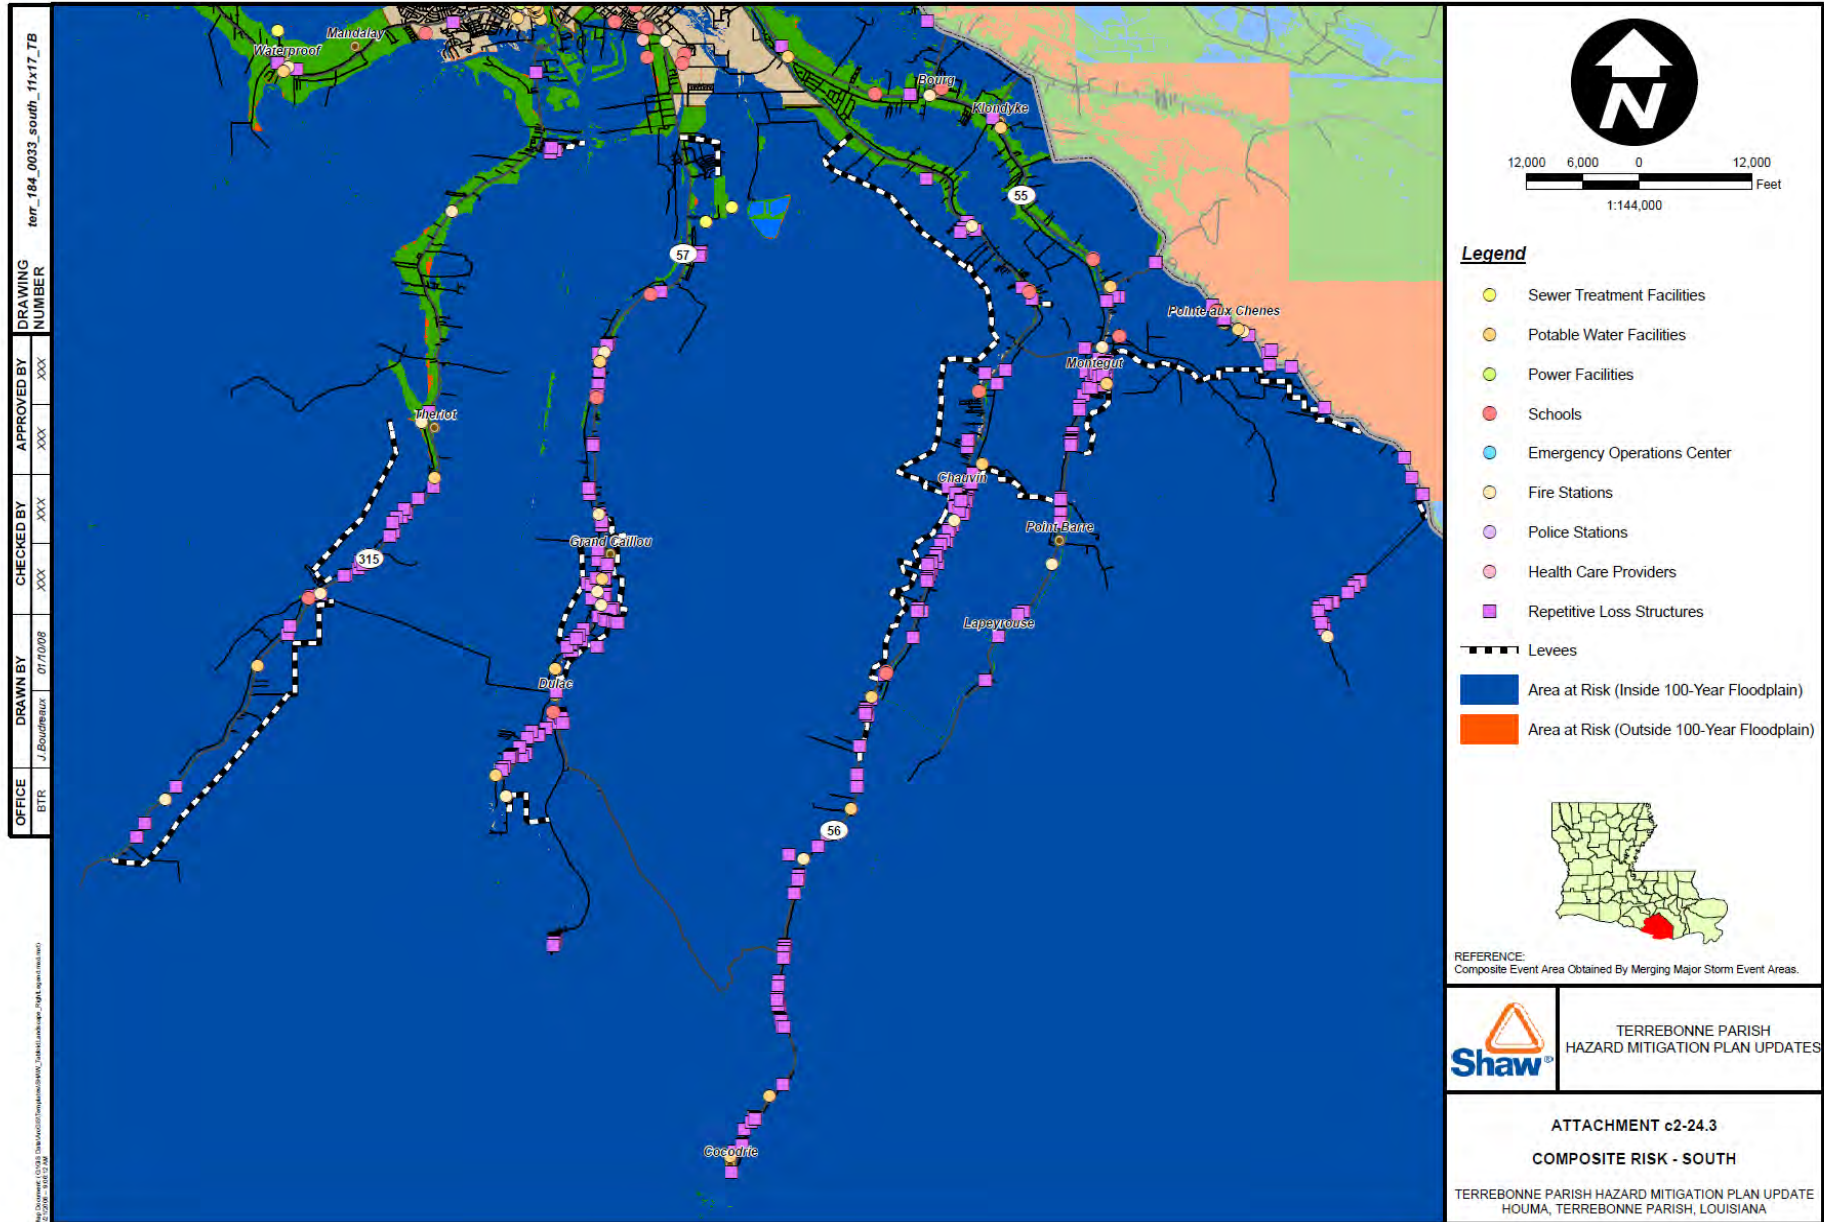 DRAWING NUMBER
terr_184_0033_south_11x17_TB
APPROVED BY
XXX
CHECKED BY
XXX
XXX
DRAWN BY
J.Boudreaux
01/10/08
OFFICE
BTR
Waterproof
Mandalay
Bourg
Klondyke
55
57
Pointe aux Chenes
Montegut
Theriot
Chauvin
Point Barre
Grand Caillou
315
Lapeyrouse
Dulac
56
Cocodrie
N
12,000 6,000 0 12,000
Feet
1:144,000
Legend
Sewer Treatment Facilities
Potable Water Facilities
Power Facilities
Schools
Emergency Operations Center
Fire Stations
Police Stations
Health Care Providers
Repetitive Loss Structures
Levees
Area at Risk (Inside 100-Year Floodplain)
Area at Risk (Outside 100-Year Floodplain)
REFERENCE:
Composite Event Area Obtained By Merging Major Storm Event Areas.
Shaw®
TERREBONNE PARISH
HAZARD MITIGATION PLAN UPDATES
ATTACHMENT c2-24.3
COMPOSITE RISK - SOUTH
TERREBONNE PARISH HAZARD MITIGATION PLAN UPDATE
HOUMA, TERREBONNE PARISH, LOUISIANA